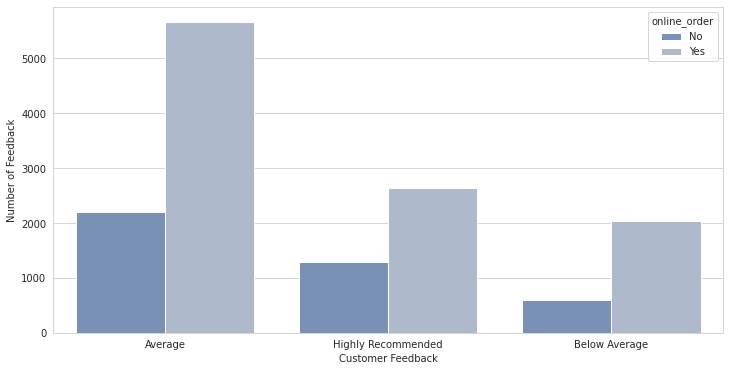 online_order
No
Yes
Number of Feedback
5000
4000
3000
2000
1000
0
Average
Highly Recommended
Below Average
Customer Feedback